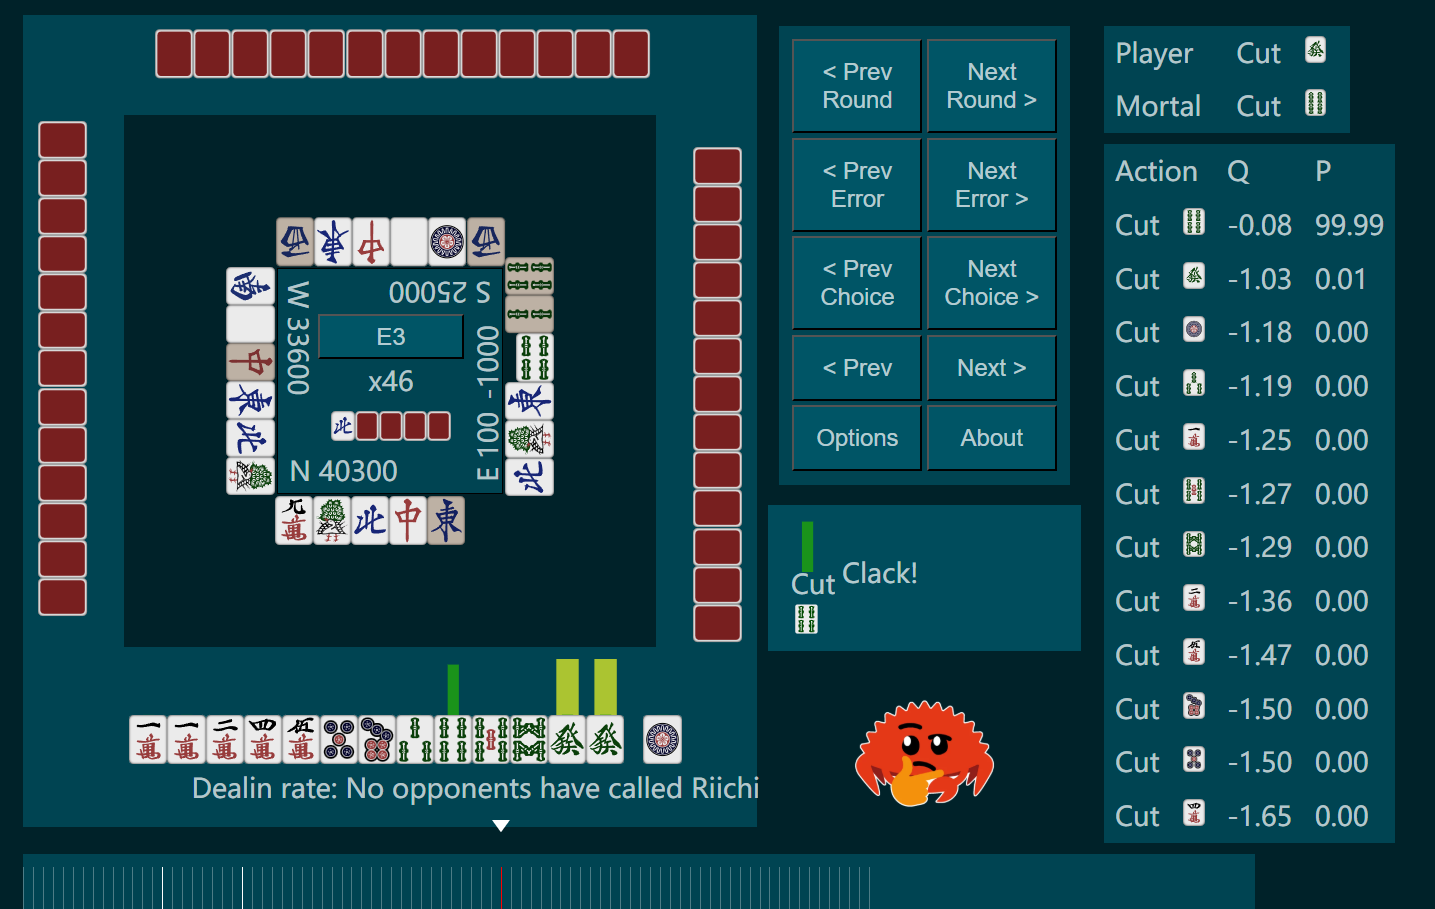 S 25000
W 33600
E3
x46
E 100 -1000
N 40300
Dealin rate: No opponents have called Riichi
< Prev Round
Next Round >
< Prev Error
Next Error >
< Prev Choice
Next Choice >
< Prev
Next >
Options
About
Cut
Clack!
Player Cut
Mortal Cut
Action Q P
Cut -0.08 99.99
Cut -1.03 0.01
Cut -1.18 0.00
Cut -1.19 0.00
Cut -1.25 0.00
Cut -1.27 0.00
Cut -1.29 0.00
Cut -1.36 0.00
Cut -1.47 0.00
Cut -1.50 0.00
Cut -1.50 0.00
Cut -1.65 0.00